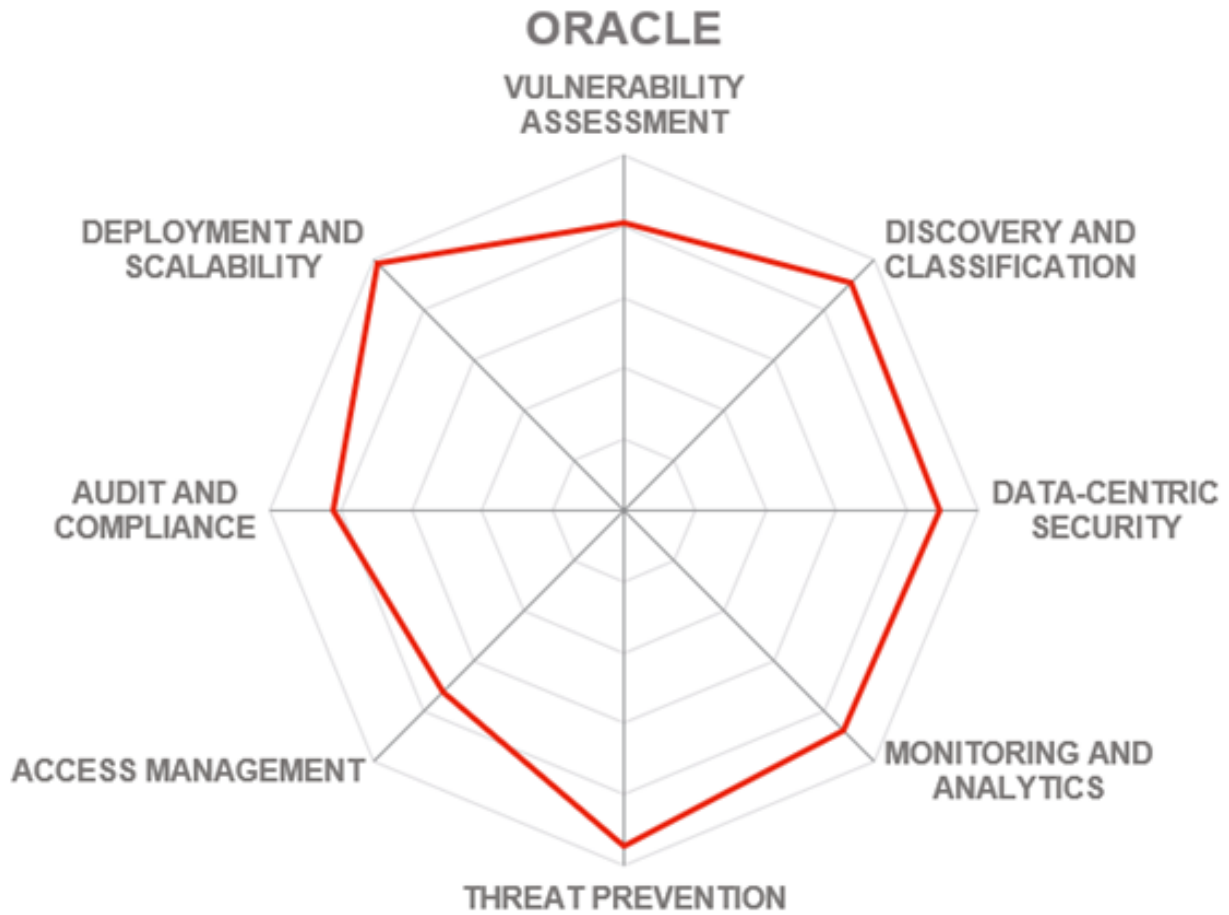 ORACLE
VULNERABILITY
ASSESSMENT
DEPLOYMENT AND
SCALABILITY
DISCOVERY AND
CLASSIFICATION
AUDIT AND
COMPLIANCE
DATA-CENTRIC
SECURITY
ACCESS MANAGEMENT
MONITORING AND
ANALYTICS
THREAT PREVENTION